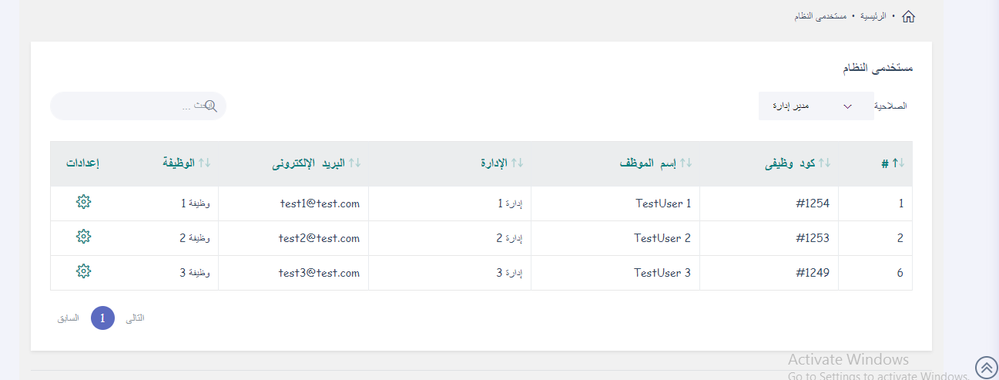 الرئيسية • مستخدمى النظام
مستخدمى النظام
الصلاحية مدير إدارة
ابحث ...
# كود وظيفى إسم الموظف الإدارة البريد الإلكترونى الوظيفة إعدادات
1 #1254 TestUser 1 إدارة 1 test1@test.com وظيفة 1
2 #1253 TestUser 2 إدارة 2 test2@test.com وظيفة 2
6 #1249 TestUser 3 إدارة 3 test3@test.com وظيفة 3
التالى 1 السابق
Activate Windows
Go to Settings to activate Windows.